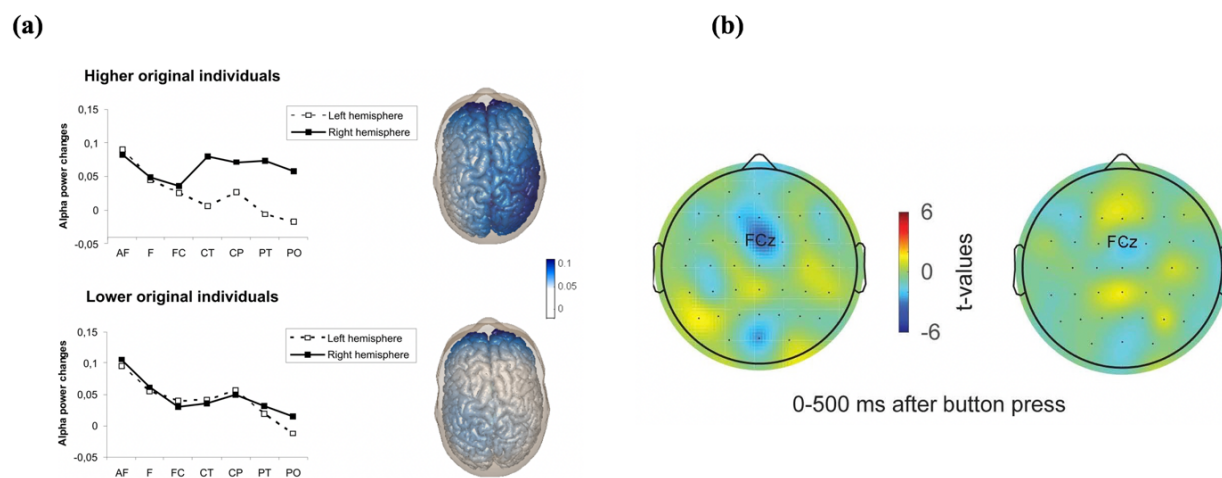 (a)
Higher original individuals
Alpha power changes
0,15
0,1
0,05
0
-0,05
AF F FC CT CP PT PO
Left hemisphere
Right hemisphere
0.1
0.05
0
Lower original individuals
Alpha power changes
0,15
0,1
0,05
0
-0,05
AF F FC CT CP PT PO
Left hemisphere
Right hemisphere
(b)
FCz
6
0
-6
t-values
FCz
0-500 ms after button press